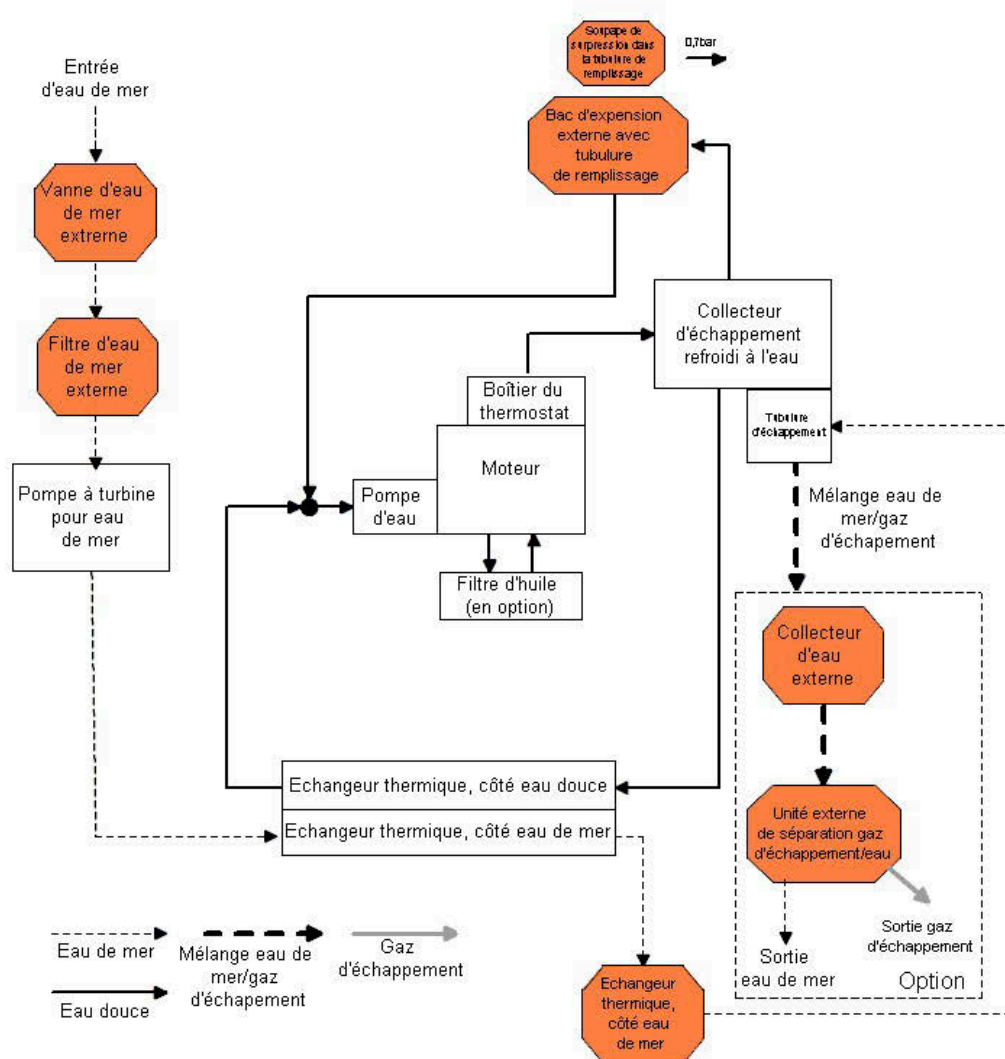 Soupape de
surpression dans
la tubulure de
remplissage
0,7bar
Entrée
d'eau de mer
Bac d'expension
externe avec
tubulure
de remplissage
Vanne d'eau
de mer
extrerne
Filtre d'eau
de mer
externe
Collecteur
d'échappement
refroidi à l'eau
Boîtier du
thermostat
Tubulure
d'échappement
Moteur
Pompe à turbine
pour eau
de mer
Pompe
d'eau
Mélange eau de
mer/gaz
d'échapement
Filtre d'huile
(en option)
Collecteur
d'eau
externe
Echangeur thermique, côté eau douce
Echangeur thermique, côté eau de mer
Unité externe
de séparation gaz
d'échappement/eau
Sortie gaz
d'échappement
Sortie
eau de mer
Option
Eau de mer
Mélange eau de
mer/gaz
d'échapement
Gaz
d'échappement
Eau douce
Echangeur
thermique,
côté eau
de mer